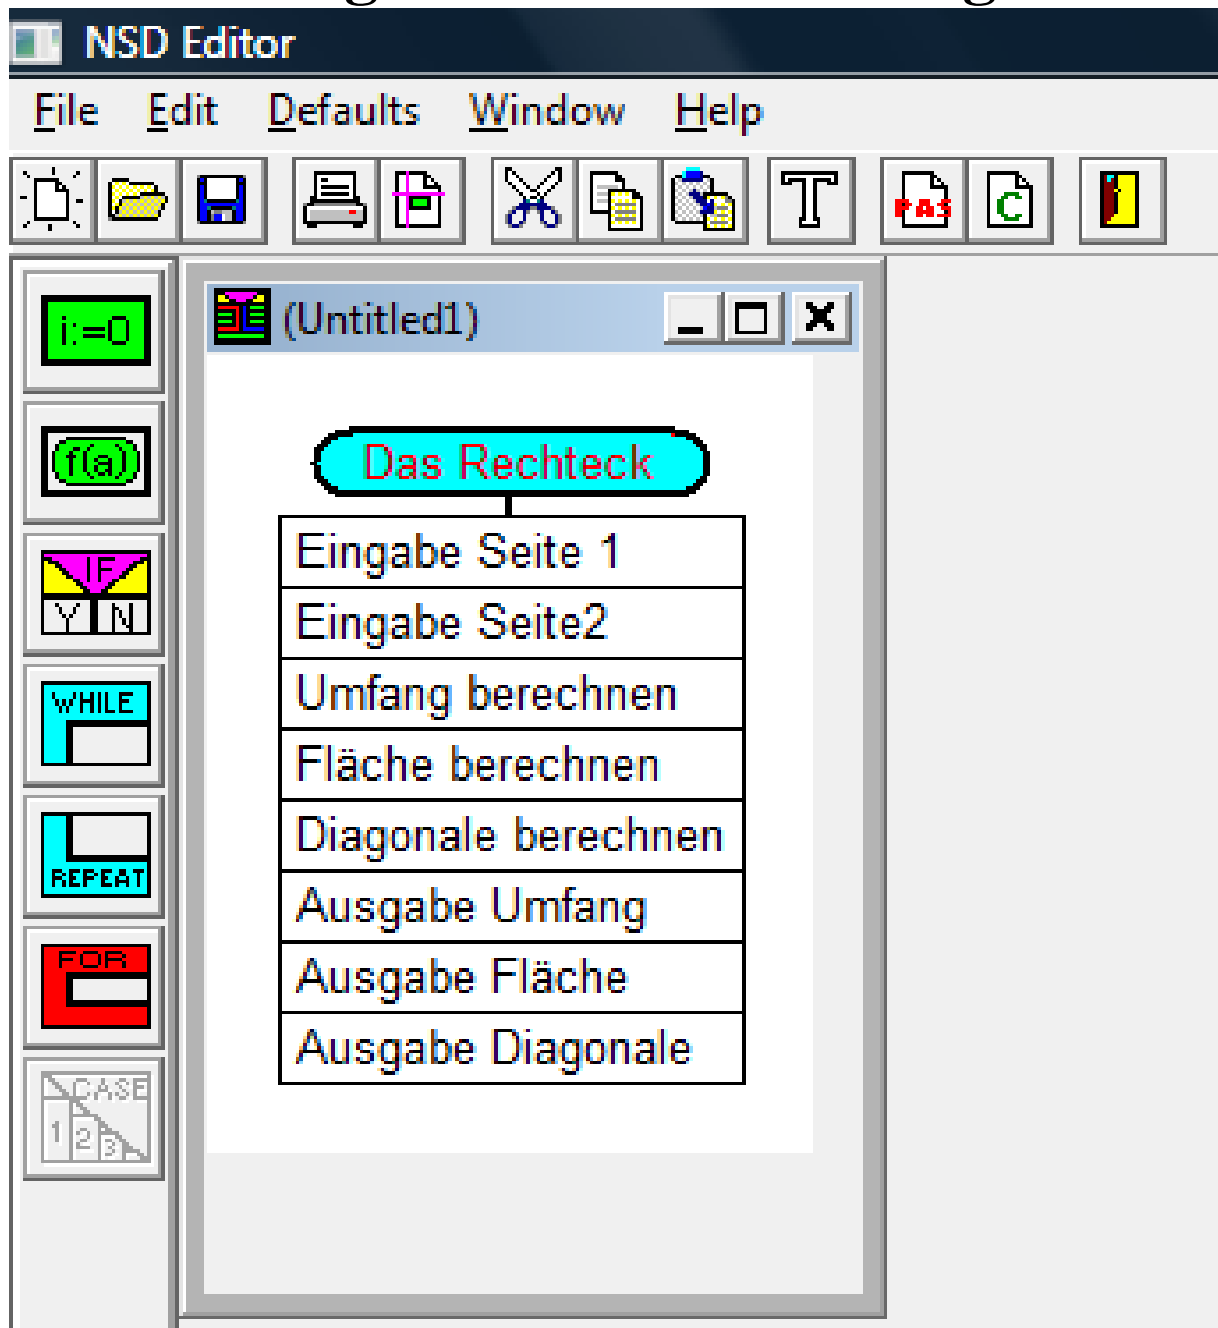 NSD Editor
File Edit Defaults Window Help
T PAS C
i:=0
(Untitled1)
f(a)
Das Rechteck
IF
Y N
Eingabe Seite 1
Eingabe Seite2
WHILE
Umfang berechnen
Fläche berechnen
REPEAT
Diagonale berechnen
Ausgabe Umfang
FOR
Ausgabe Fläche
Ausgabe Diagonale
CASE
1 2 3